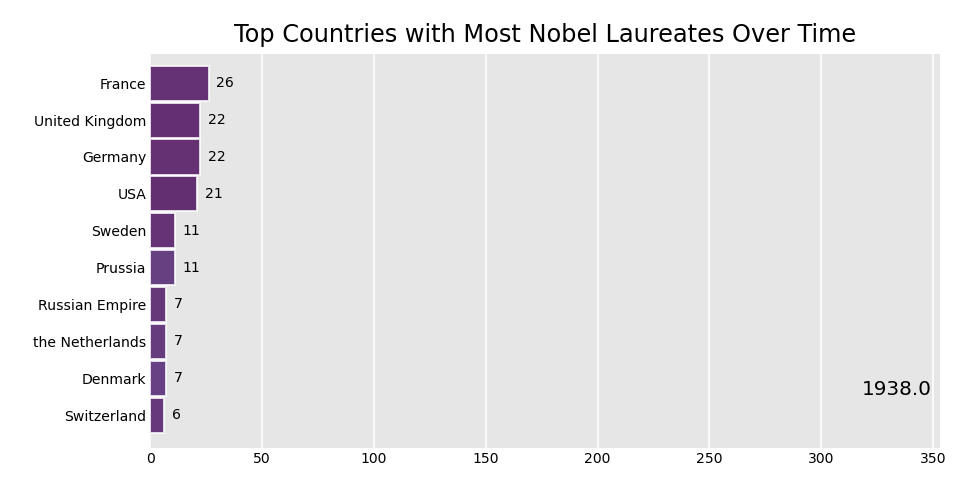 Top Countries with Most Nobel Laureates Over Time
France 26
United Kingdom 22
Germany 22
USA 21
Sweden 11
Prussia 11
Russian Empire 7
the Netherlands 7
Denmark 7
1938.0
Switzerland 6
0 50 100 150 200 250 300 350